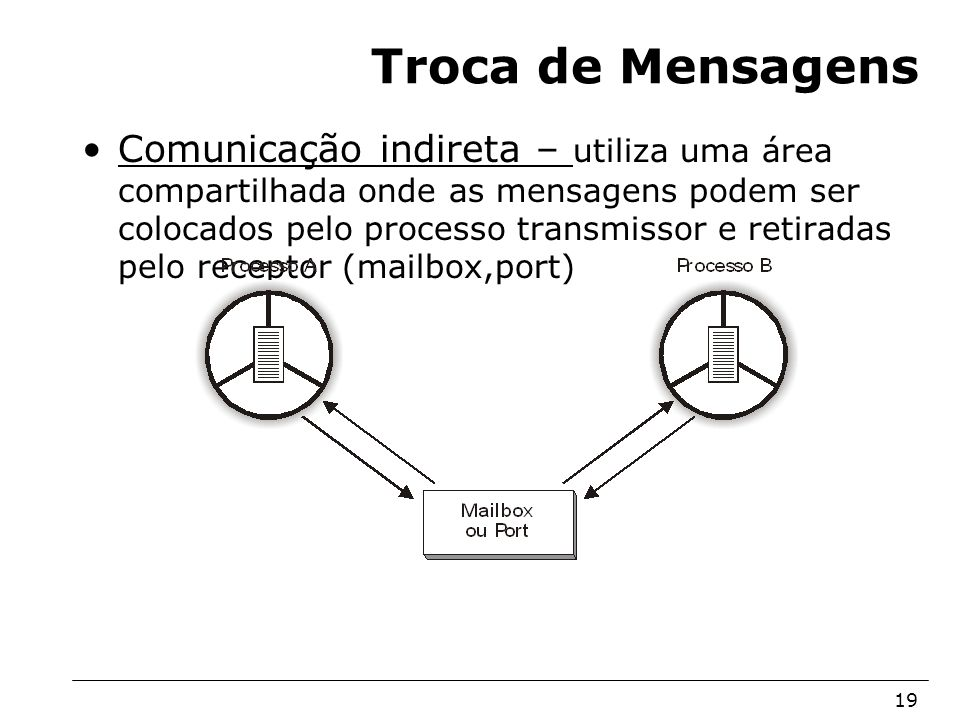 Troca de Mensagens
• Comunicação indireta – utiliza uma área
compartilhada onde as mensagens podem ser
colocados pelo processo transmissor e retiradas
pelo receptor (mailbox,port)
Processo A
Processo B
Mailbox
ou Port
19